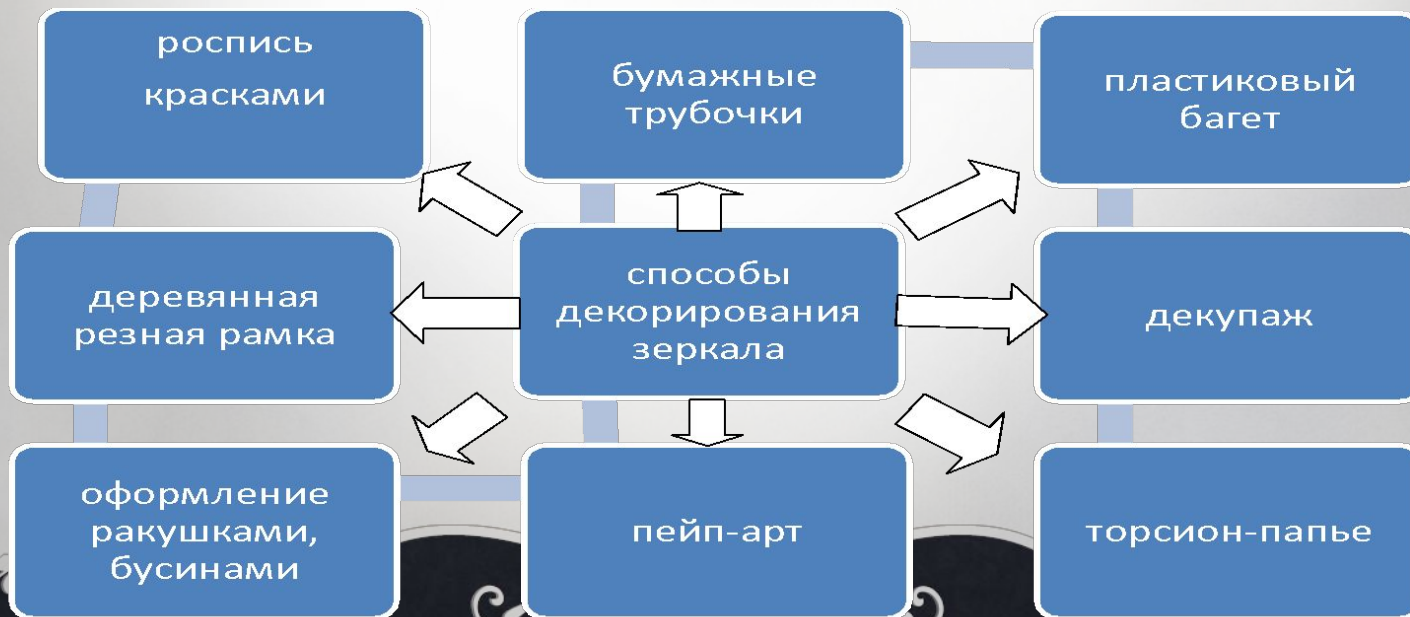 роспись
красками
бумажные
трубочки
пластиковый
багет
деревянная
резная рамка
способы
декорирования
зеркала
декупаж
оформление
ракушками,
бусинами
пейп-арт
торсион-папье